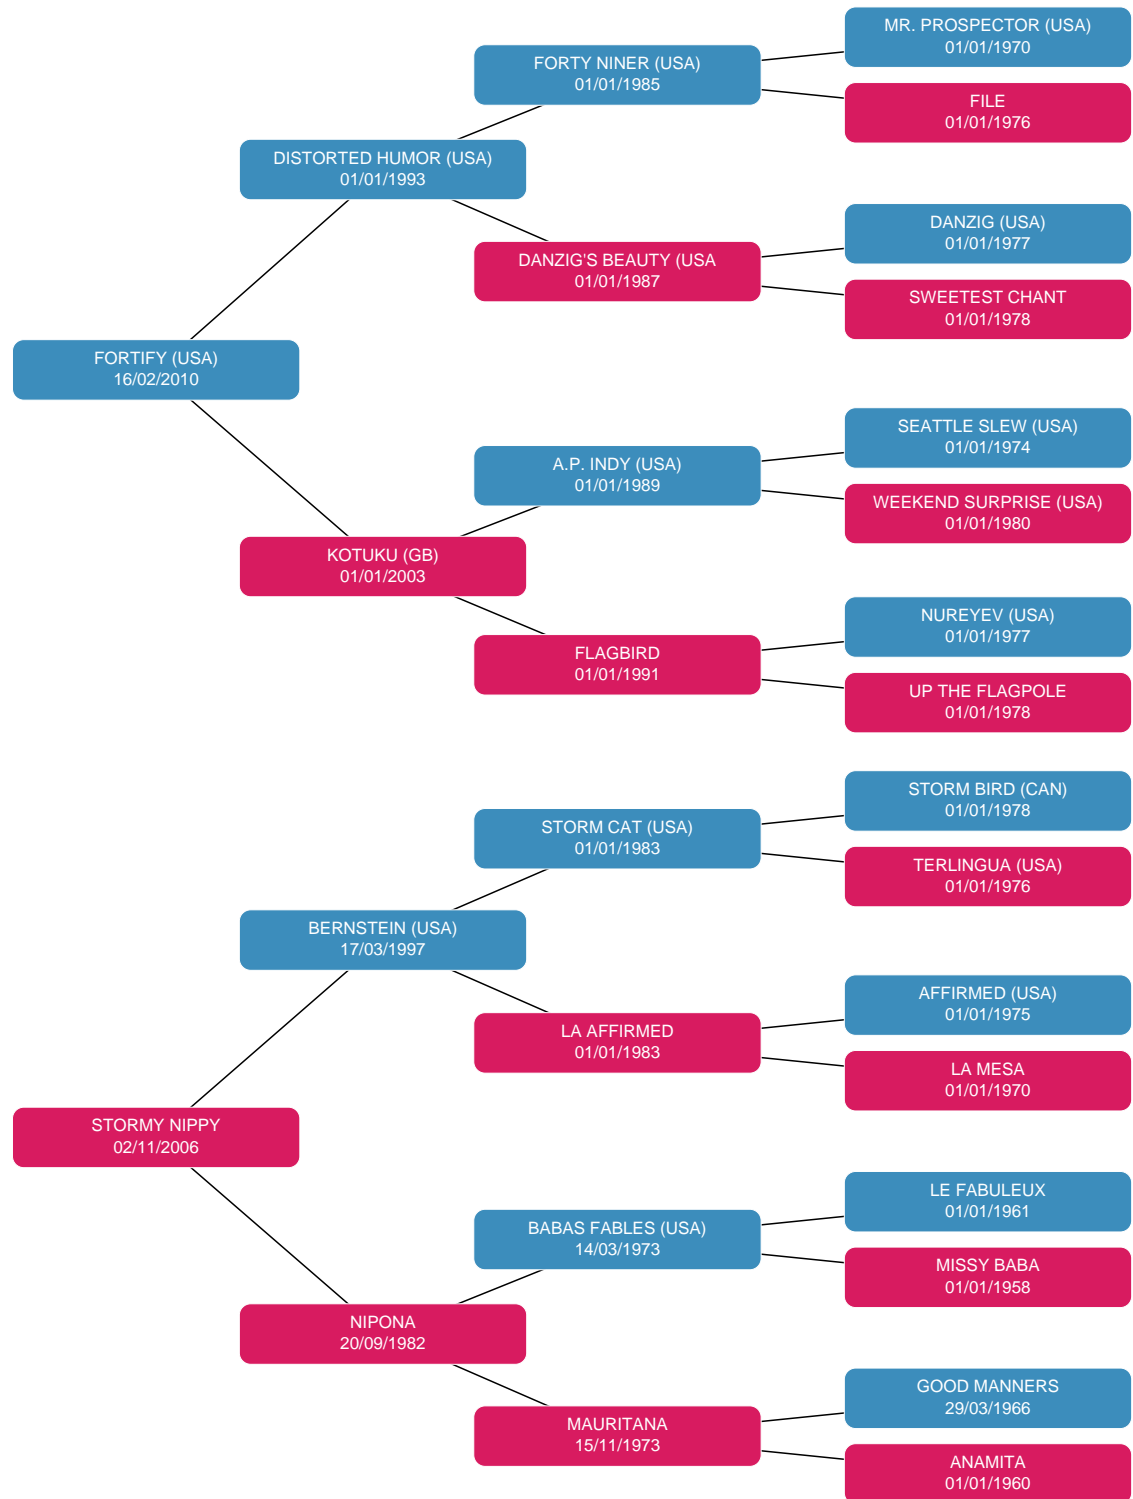 MR. PROSPECTOR (USA)
01/01/1970
FORTY NINER (USA)
01/01/1985
FILE
01/01/1976
DISTORTED HUMOR (USA)
01/01/1993
DANZIG (USA)
01/01/1977
DANZIG'S BEAUTY (USA
01/01/1987
SWEETEST CHANT
01/01/1978
FORTIFY (USA)
16/02/2010
SEATTLE SLEW (USA)
01/01/1974
A.P. INDY (USA)
01/01/1989
WEEKEND SURPRISE (USA)
01/01/1980
KOTUKU (GB)
01/01/2003
NUREYEV (USA)
01/01/1977
FLAGBIRD
01/01/1991
UP THE FLAGPOLE
01/01/1978
STORM BIRD (CAN)
01/01/1978
STORM CAT (USA)
01/01/1983
TERLINGUA (USA)
01/01/1976
BERNSTEIN (USA)
17/03/1997
AFFIRMED (USA)
01/01/1975
LA AFFIRMED
01/01/1983
LA MESA
01/01/1970
STORMY NIPPY
02/11/2006
LE FABULEUX
01/01/1961
BABAS FABLES (USA)
14/03/1973
MISSY BABA
01/01/1958
NIPONA
20/09/1982
GOOD MANNERS
29/03/1966
MAURITANA
15/11/1973
ANAMITA
01/01/1960